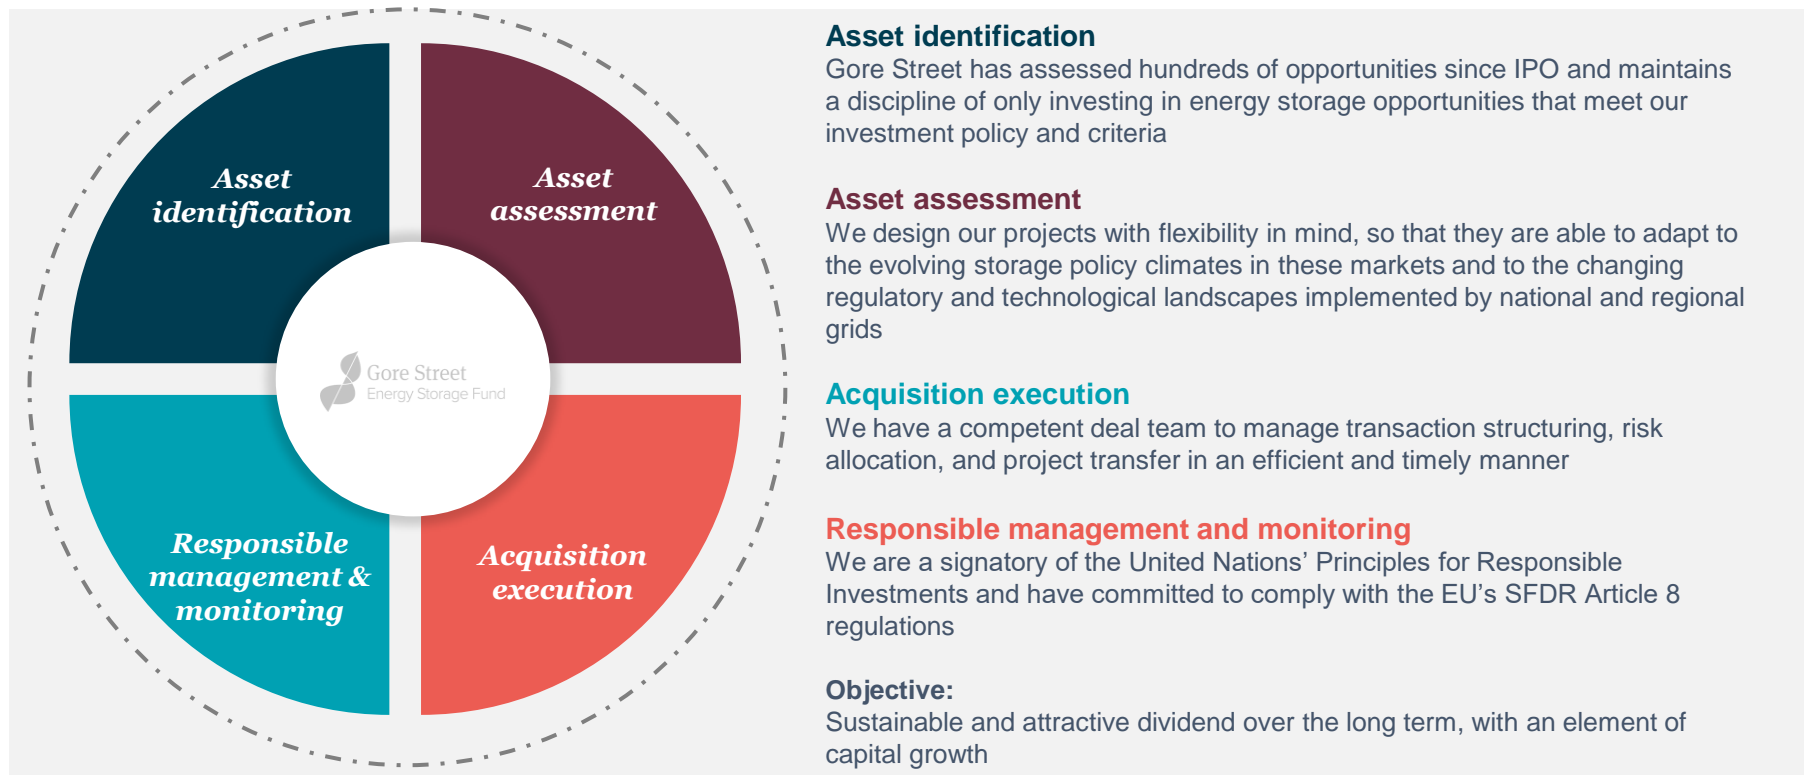 Asset
identification
Asset
assessment
Gore Street
Energy Storage Fund
Responsible
management &
monitoring
Acquisition
execution
Asset identification
Gore Street has assessed hundreds of opportunities since IPO and maintains
a discipline of only investing in energy storage opportunities that meet our
investment policy and criteria
Asset assessment
We design our projects with flexibility in mind, so that they are able to adapt to
the evolving storage policy climates in these markets and to the changing
regulatory and technological landscapes implemented by national and regional
grids
Acquisition execution
We have a competent deal team to manage transaction structuring, risk
allocation, and project transfer in an efficient and timely manner
Responsible management and monitoring
We are a signatory of the United Nations’ Principles for Responsible
Investments and have committed to comply with the EU’s SFDR Article 8
regulations
Objective:
Sustainable and attractive dividend over the long term, with an element of
capital growth